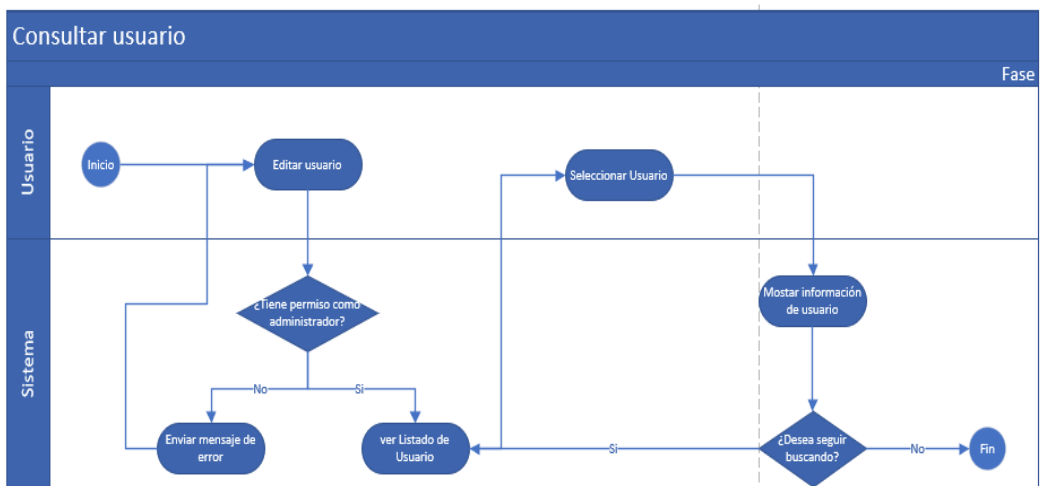 Consultar usuario
Fase
Usuario
Inicio
Editar usuario
Seleccionar Usuario
Sistema
¿Tiene permiso como
administrador?
Mostar información
de usuario
No
Si
Enviar mensaje de
error
ver Listado de
Usuario
Si
¿Desea seguir
buscando?
No
Fin